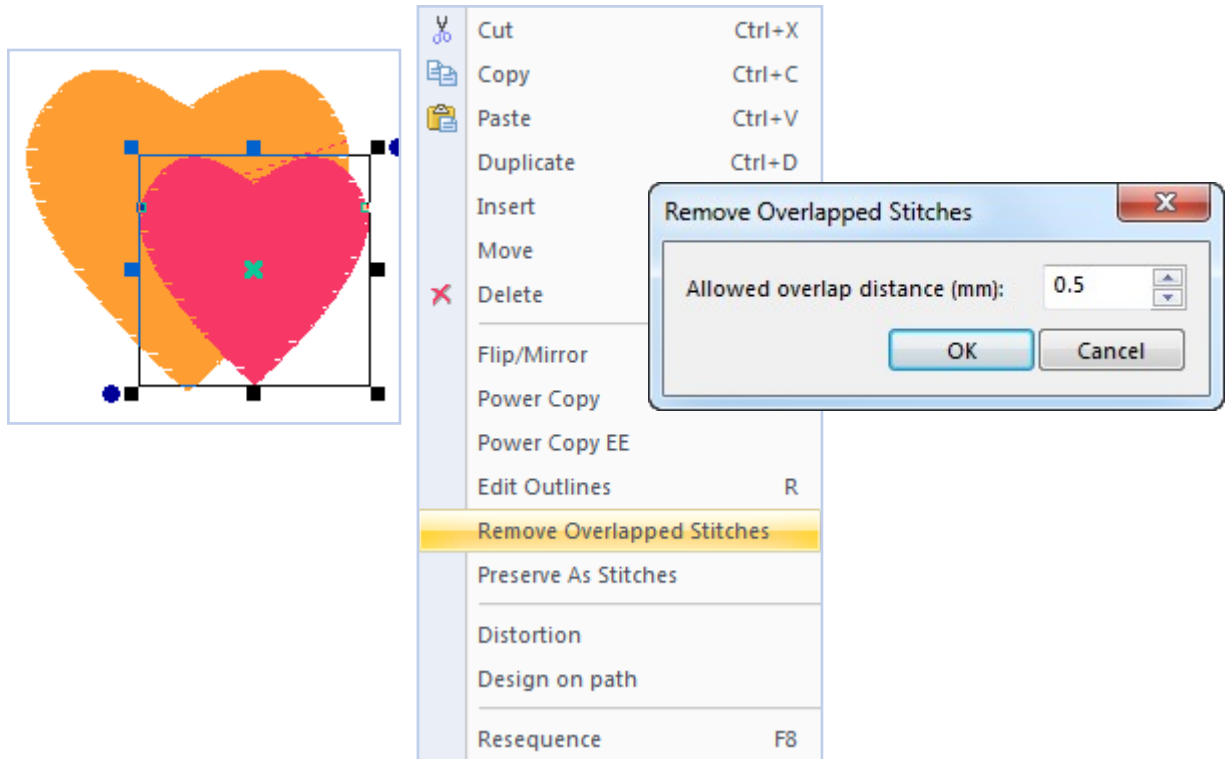 Cut Ctrl+X
Copy Ctrl+C
Paste Ctrl+V
Duplicate Ctrl+D
Insert
Move
Delete
Flip/Mirror
Power Copy
Power Copy EE
Edit Outlines R
Remove Overlapped Stitches
Preserve As Stitches
Distortion
Design on path
Resequence F8
Remove Overlapped Stitches
Allowed overlap distance (mm): 0.5
OK Cancel